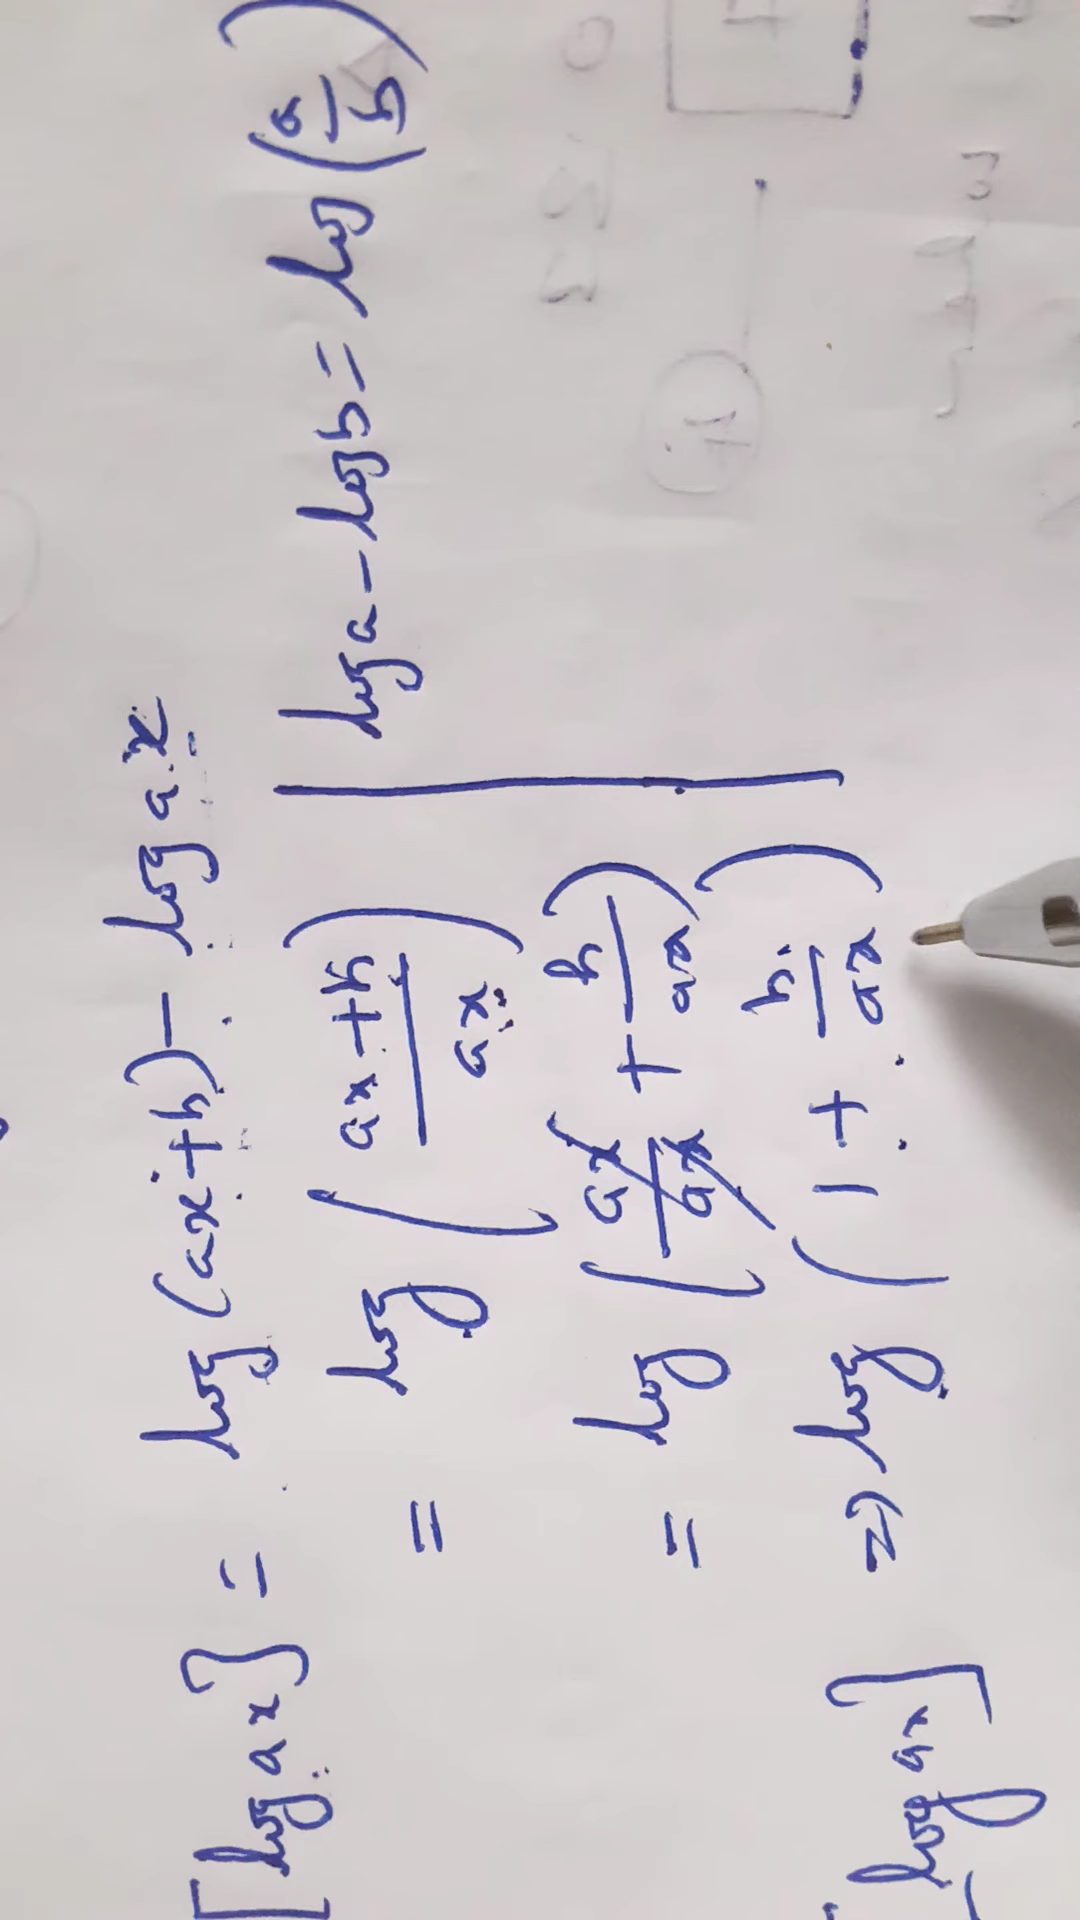 [log ax] = log(ax+h) - log ax
= log (ax+h/ax) | log a - log b = log (a/b)
= log (ax/ax + h/ax)
⇒ log (1 + h/ax)
log ax]